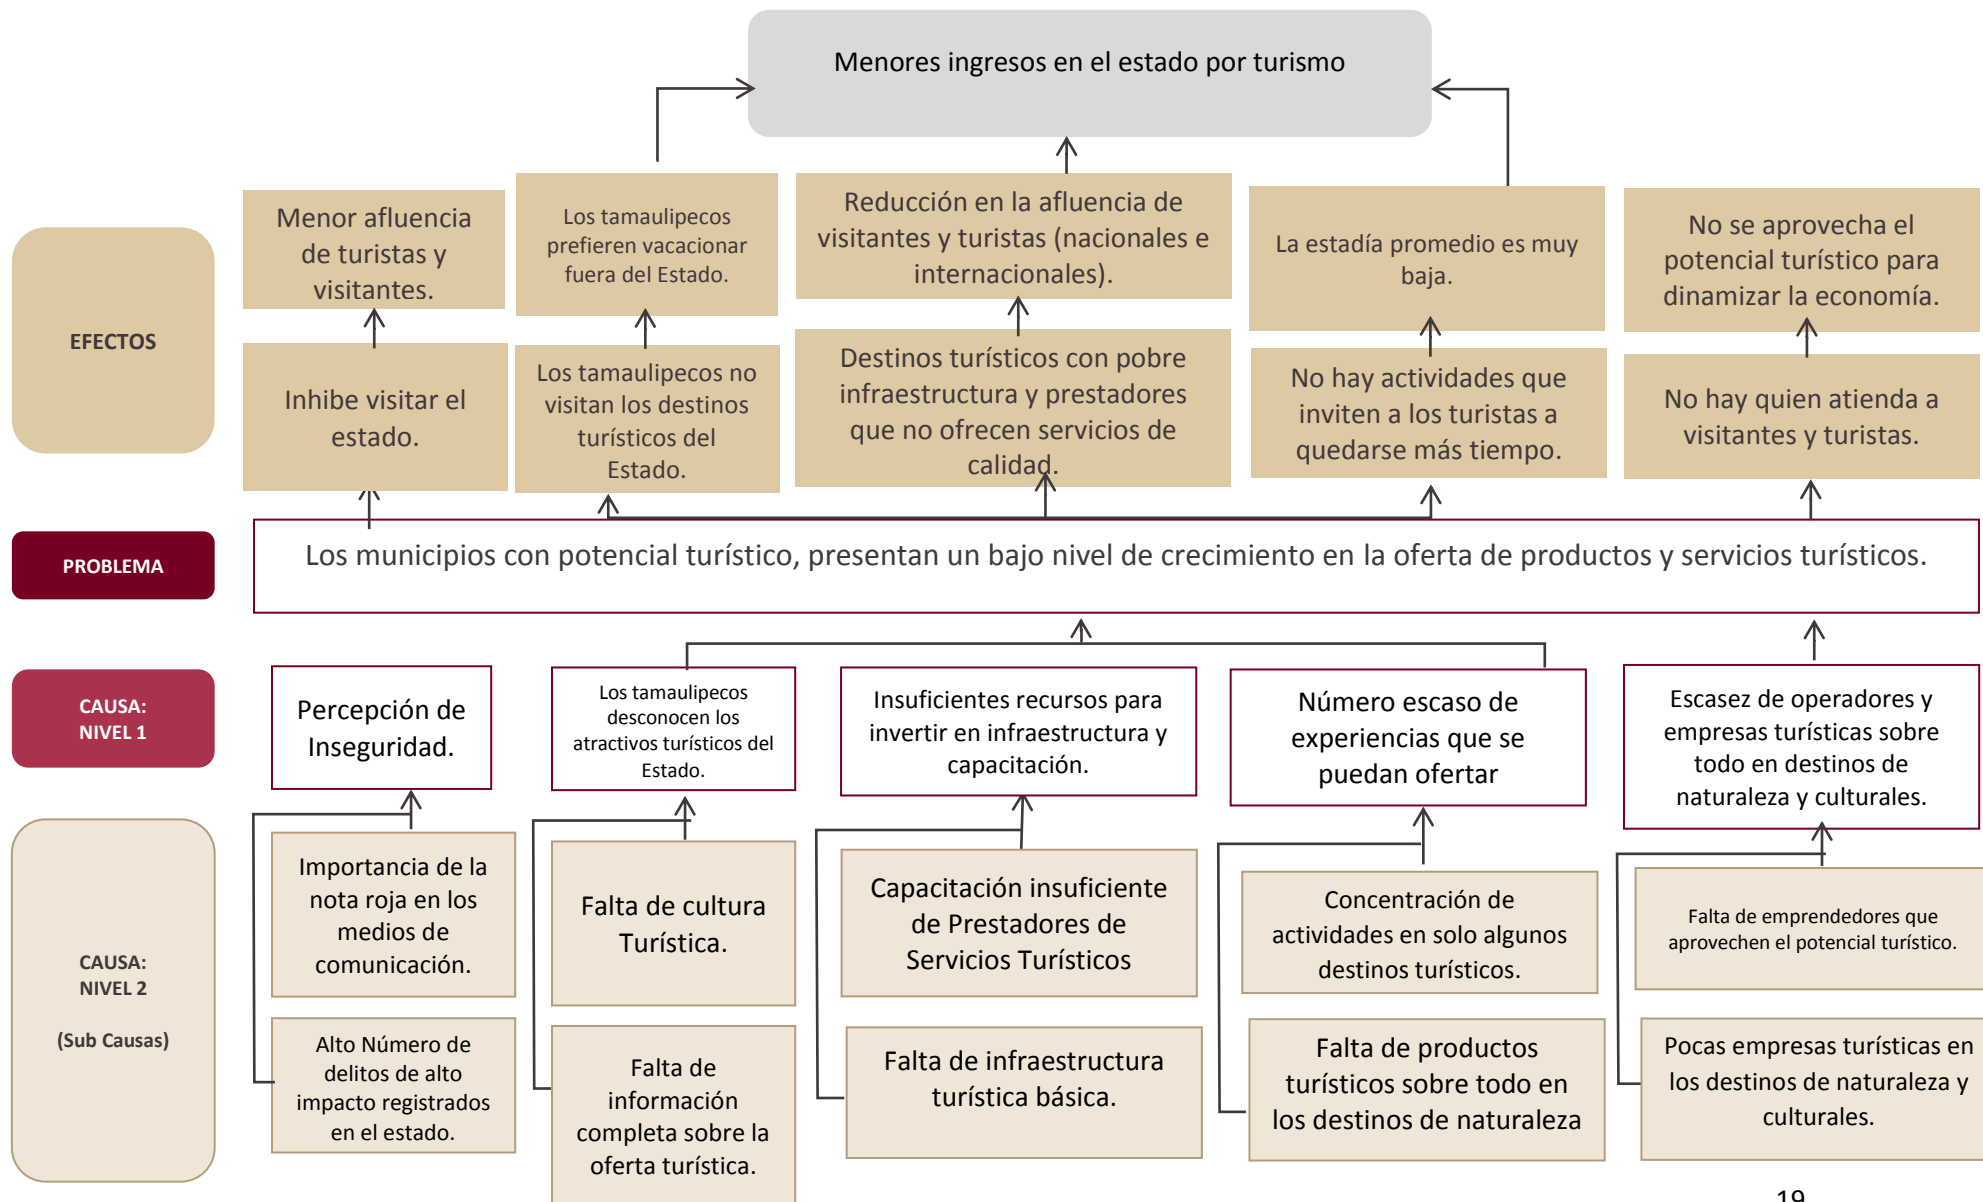 Menores ingresos en el estado por turismo
EFECTOS
Menor afluencia
de turistas y
visitantes.
Los tamaulipecos
prefieren vacacionar
fuera del Estado.
Reducción en la afluencia de
visitantes y turistas (nacionales e
internacionales).
La estadía promedio es muy
baja.
No se aprovecha el
potencial turístico para
dinamizar la economía.
Inhibe visitar el
estado.
Los tamaulipecos no
visitan los destinos
turísticos del
Estado.
Destinos turísticos con pobre
infraestructura y prestadores
que no ofrecen servicios de
calidad.
No hay actividades que
inviten a los turistas a
quedarse más tiempo.
No hay quien atienda a
visitantes y turistas.
PROBLEMA
Los municipios con potencial turístico, presentan un bajo nivel de crecimiento en la oferta de productos y servicios turísticos.
CAUSA:
NIVEL 1
Percepción de
Inseguridad.
Los tamaulipecos
desconocen los
atractivos turísticos del
Estado.
Insuficientes recursos para
invertir en infraestructura y
capacitación.
Número escaso de
experiencias que se
puedan ofertar
Escasez de operadores y
empresas turísticas sobre
todo en destinos de
naturaleza y culturales.
CAUSA:
NIVEL 2
(Sub Causas)
Importancia de la
nota roja en los
medios de
comunicación.
Falta de cultura
Turística.
Capacitación insuficiente
de Prestadores de
Servicios Turísticos
Concentración de
actividades en solo algunos
destinos turísticos.
Falta de emprendedores que
aprovechen el potencial turístico.
Alto Número de
delitos de alto
impacto registrados
en el estado.
Falta de
información
completa sobre la
oferta turística.
Falta de infraestructura
turística básica.
Falta de productos
turísticos sobre todo en
los destinos de naturaleza
Pocas empresas turísticas en
los destinos de naturaleza y
culturales.
19